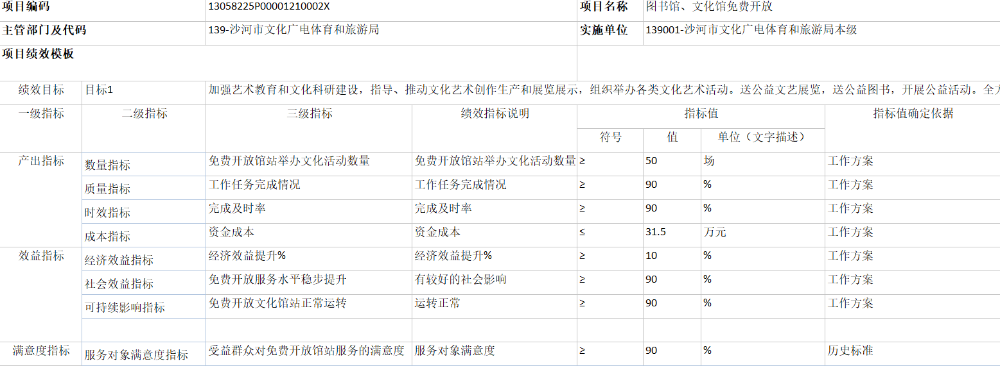 项目编码 13058225P00001210002X 项目名称 图书馆、文化馆免费开放
主管部门及代码 139-沙河市文化广电体育和旅游局 实施单位 139001-沙河市文化广电体育和旅游局本级
项目绩效模板
绩效目标 目标1 加强艺术教育和文化科研建设，指导、推动文化艺术创作生产和展览展示，组织举办各类文化艺术活动。送公益文艺展览，送公益图书，开展公益活动。全方
一级指标 二级指标 三级指标 绩效指标说明 指标值 指标值确定依据
符号 值 单位（文字描述）
产出指标 数量指标 免费开放馆站举办文化活动数量 免费开放馆站举办文化活动数量 ≥ 50 场 工作方案
质量指标 工作任务完成情况 工作任务完成情况 ≥ 90 % 工作方案
时效指标 完成及时率 完成及时率 ≥ 90 % 工作方案
成本指标 资金成本 资金成本 ≤ 31.5 万元 工作方案
效益指标 经济效益指标 经济效益提升% 经济效益提升% ≥ 10 % 工作方案
社会效益指标 免费开放服务水平稳步提升 有较好的社会影响 ≥ 90 % 工作方案
可持续影响指标 免费开放文化馆站正常运转 运转正常 ≥ 90 % 工作方案
满意度指标 服务对象满意度指标 受益群众对免费开放馆站服务的满意度 服务对象满意度 ≥ 90 % 历史标准